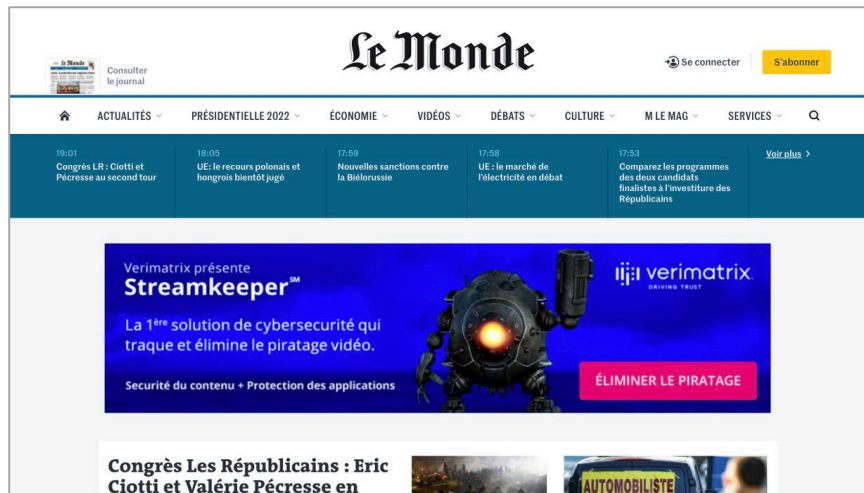 Le Monde
Consulter
le journal
Le Monde
Se connecter
S'abonner
ACTUALITÉS
PRÉSIDENTIELLE 2022
ÉCONOMIE
VIDÉOS
DÉBATS
CULTURE
M LE MAG
SERVICES
19:01
Congrès LR : Ciotti et
Pécresse au second tour
18:05
UE: le recours polonais et
hongrois bientôt jugé
17:59
Nouvelles sanctions contre
la Biélorussie
17:58
UE : le marché de
l'électricité en débat
17:53
Comparez les programmes
des deux candidats
finalistes à l'investiture des
Républicains
Voir plus
Verimatrix présente
Streamkeeper℠
La 1ère solution de cybersecurité qui
traque et élimine le piratage vidéo.
Securité du contenu + Protection des applications
verimatrix.
DRIVING TRUST
ÉLIMINER LE PIRATAGE
Congrès Les Républicains : Eric
Ciotti et Valérie Pécresse en
AUTOMOBILISTE